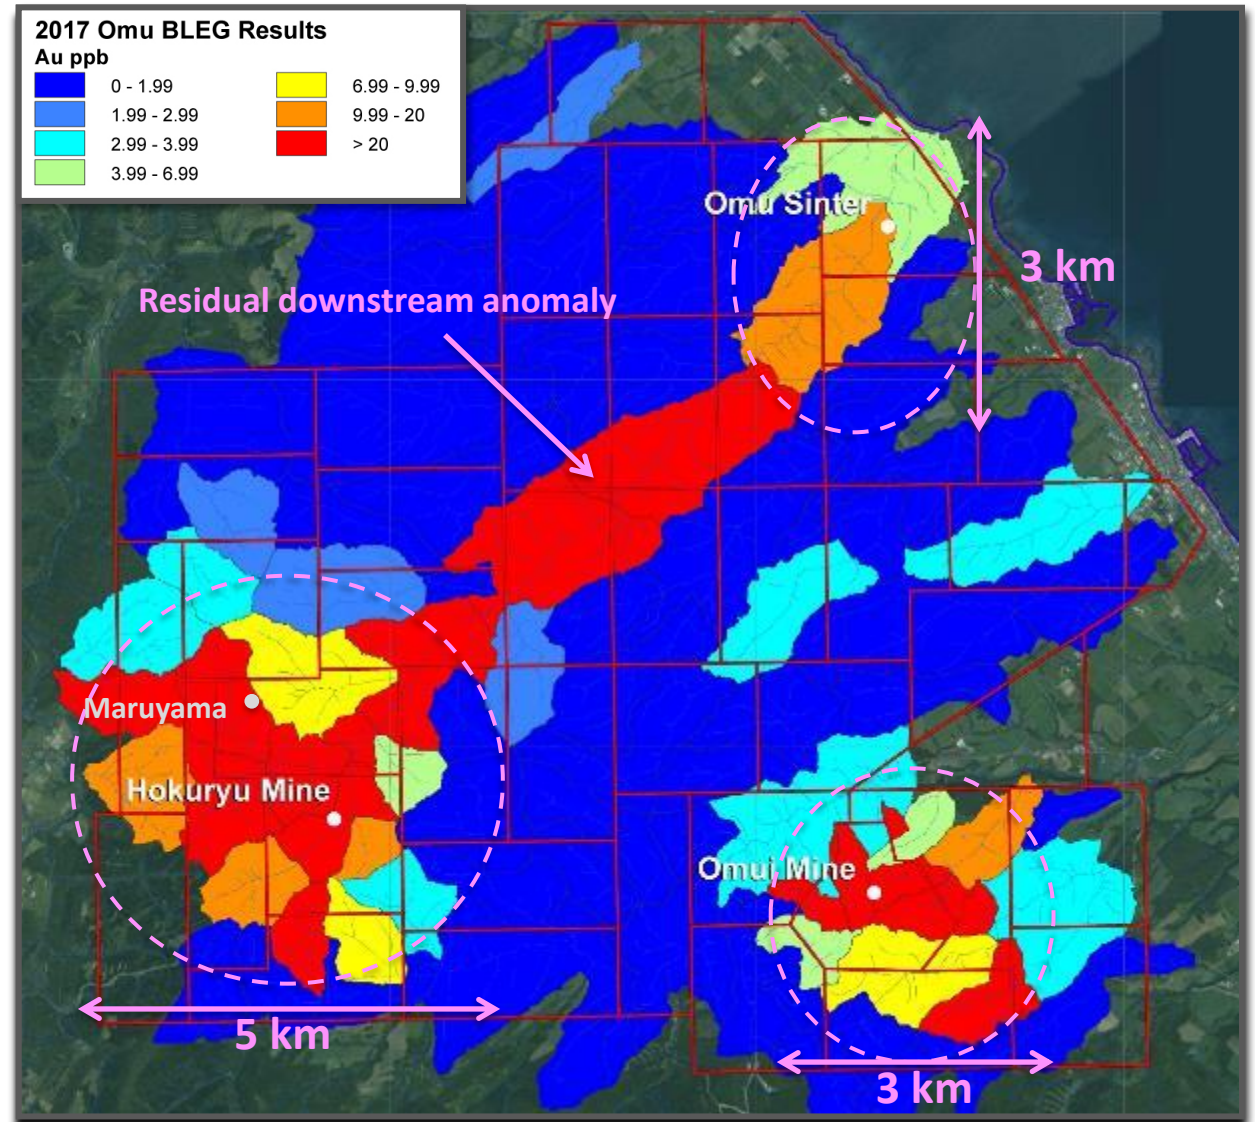 2017 Omu BLEG Results
Au ppb
0 - 1.99
1.99 - 2.99
2.99 - 3.99
3.99 - 6.99
6.99 - 9.99
9.99 - 20
> 20
Omu Sinter
3 km
Residual downstream anomaly
Maruyama
Hokuryu Mine
Omui Mine
5 km
3 km